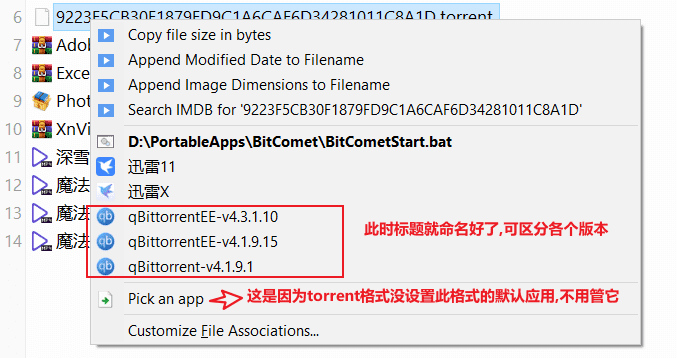 6 9223F5CB30F1879FD9C1A6CAF6D34281011C8A1D.torrent
7 Adob
8 Exce
9 Phot
10 XnVi
11 深雪
12 魔法
13 魔法
14 魔法
Copy file size in bytes
Append Modified Date to Filename
Append Image Dimensions to Filename
Search IMDB for '9223F5CB30F1879FD9C1A6CAF6D34281011C8A1D'
D:\PortableApps\BitComet\BitCometStart.bat
迅雷11
迅雷X
qBittorrentEE-v4.3.1.10
qBittorrentEE-v4.1.9.15
qBittorrent-v4.1.9.1
此时标题就命名好了,可区分各个版本
Pick an app
这是因为torrent格式没设置此格式的默认应用,不用管它
Customize File Associations...